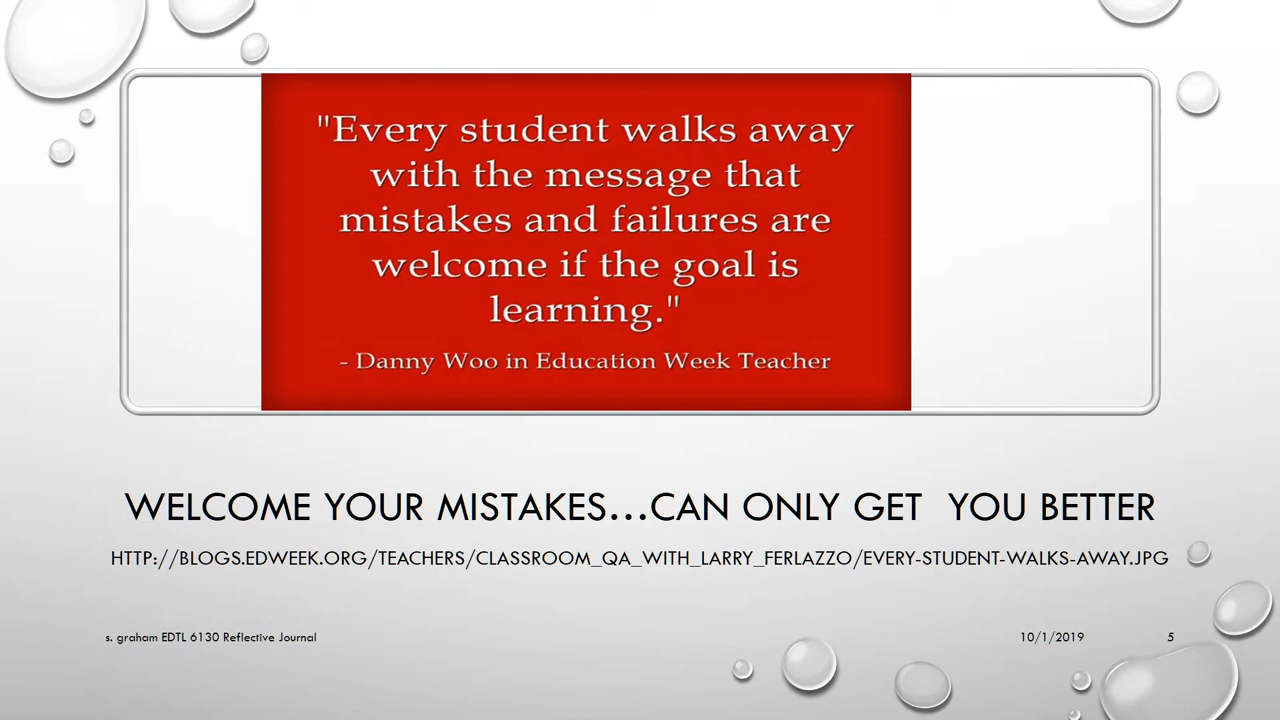 "Every student walks away
with the message that
mistakes and failures are
welcome if the goal is
learning."
- Danny Woo in Education Week Teacher
WELCOME YOUR MISTAKES...CAN ONLY GET  YOU BETTER
HTTP://BLOGS.EDWEEK.ORG/TEACHERS/CLASSROOM_QA_WITH_LARRY_FERLAZZO/EVERY-STUDENT-WALKS-AWAY.JPG
s. graham EDTL 6130 Reflective Journal
10/1/2019
5